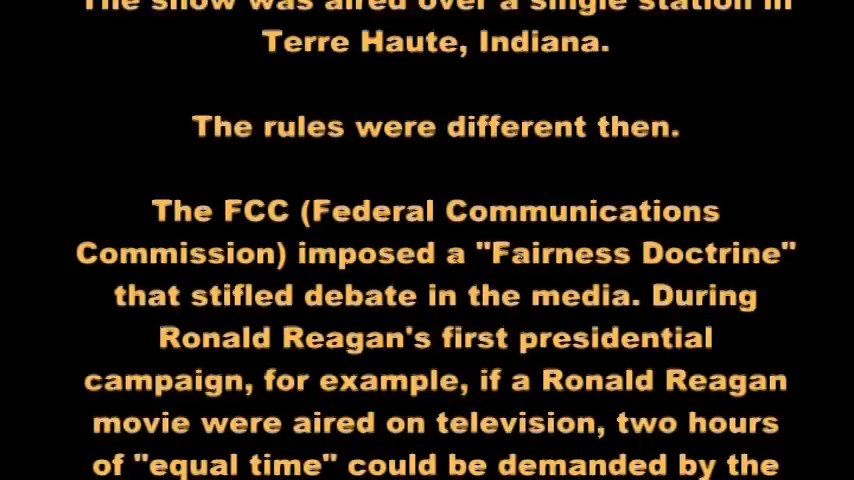 The show was aired over a single station in
Terre Haute, Indiana.
The rules were different then.
The FCC (Federal Communications
Commission) imposed a "Fairness Doctrine"
that stifled debate in the media. During
Ronald Reagan's first presidential
campaign, for example, if a Ronald Reagan
movie were aired on television, two hours
of "equal time" could be demanded by the